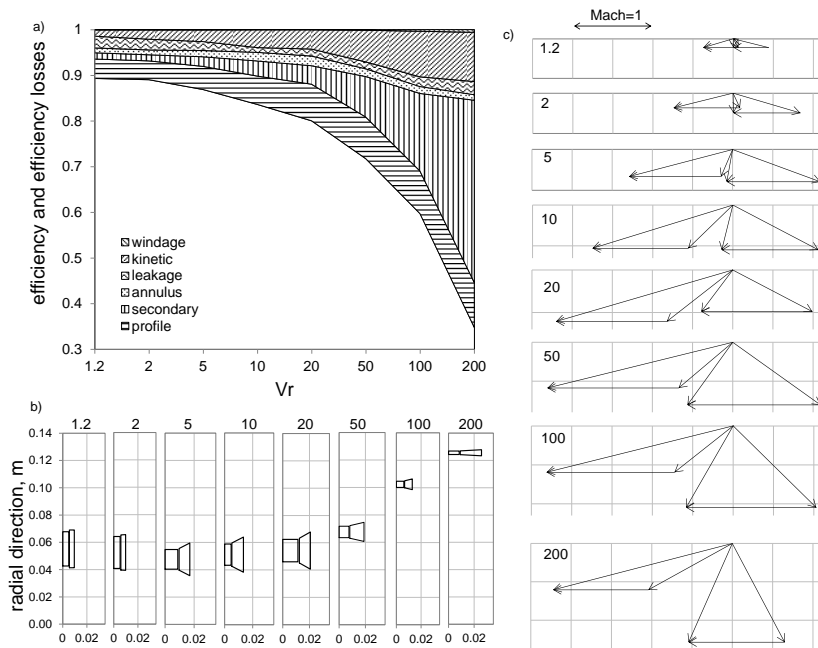 a)
efficiency and efficiency losses
1
0.9
0.8
0.7
0.6
0.5
0.4
0.3
windage
kinetic
leakage
annulus
secondary
profile
1.2 2 5 10 20 50 100 200
Vr
b)
1.2 2 5 10 20 50 100 200
radial direction, m
0.14
0.12
0.10
0.08
0.06
0.04
0.02
0.00
0 0.02 0 0.02 0 0.02 0 0.02 0 0.02 0 0.02 0 0.02 0 0.02
c)
Mach=1
1.2
2
5
10
20
50
100
200